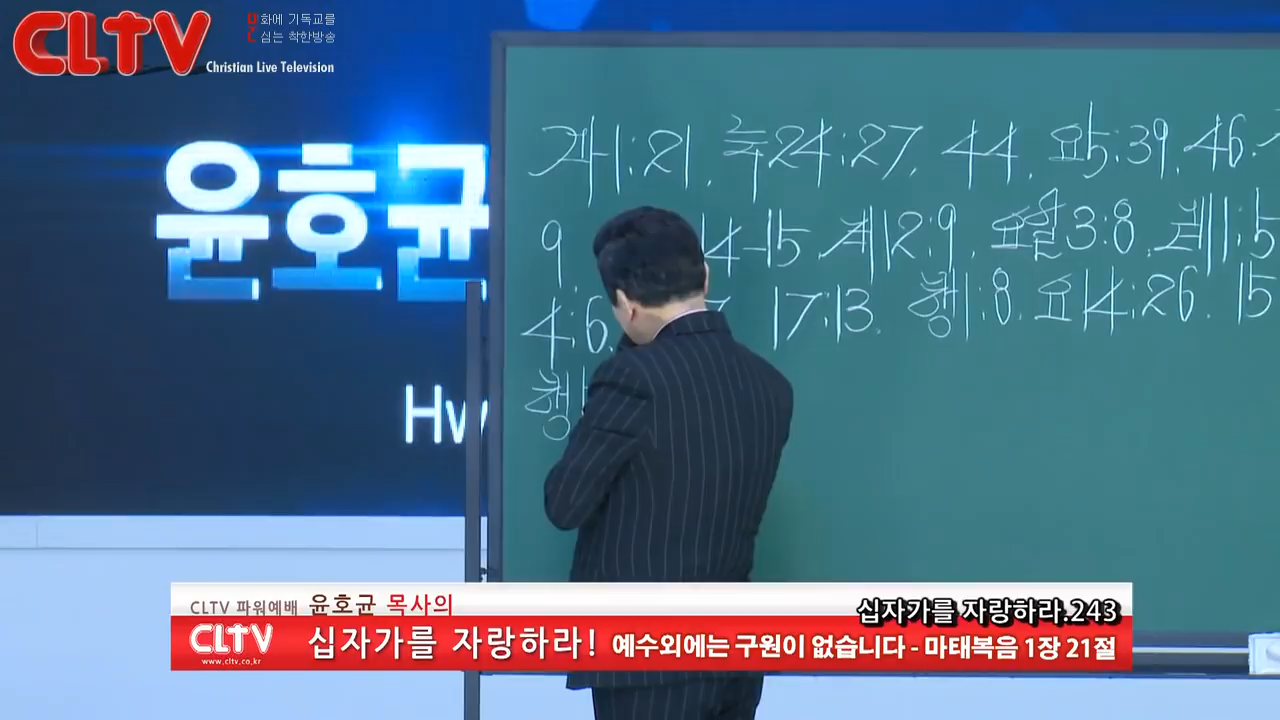 CLTV
문화에 기독교를
심는 착한방송
Christian Live Television
윤호균
Hw
마1:21. 눅24:27, 44. 요5:39. 46.
9 14-15 계12:9. 요일3:8. 1:5
4:6. 17:13. 행1:8. 요14:26. 15
행
CLTV 파워예배 윤호균 목사의
십자가를 자랑하라.243
CLTV
www.cltv.co.kr
십자가를 자랑하라! 예수외에는 구원이 없습니다 - 마태복음 1장 21절